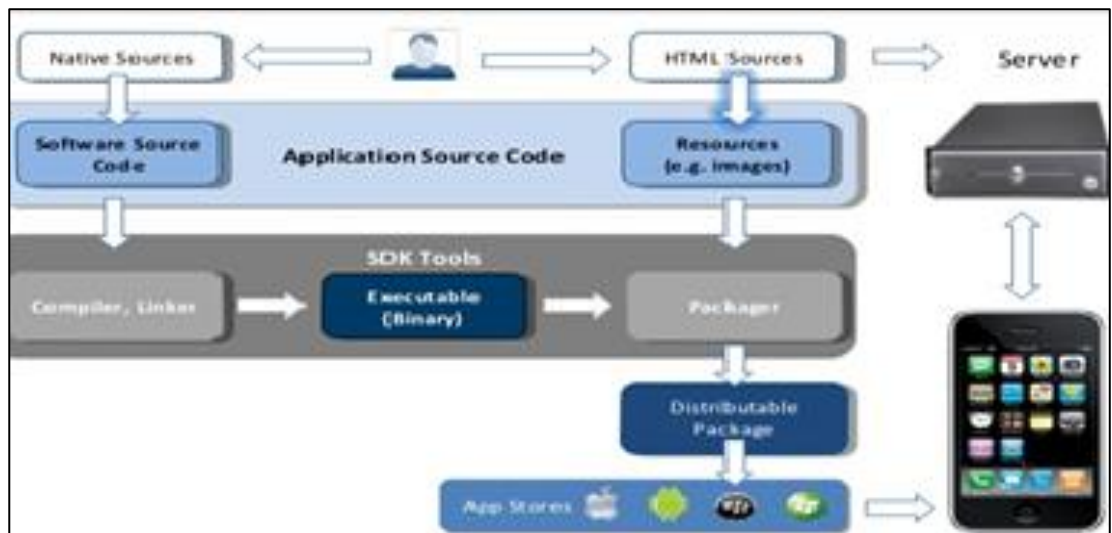 Native Sources
HTML Sources
Server
Software Source
Code
Application Source Code
Resources
(e.g. images)
SDK Tools
Compiler, Linker
Executable
(Binary)
Packager
Distributable
Package
App Stores